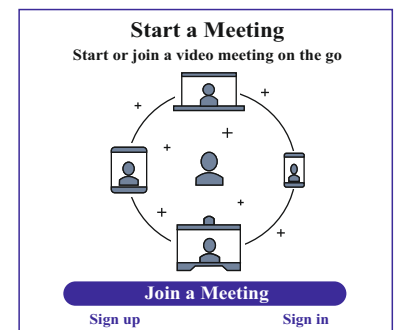 Start a Meeting
Start or join a video meeting on the go
Join a Meeting
Sign up Sign in